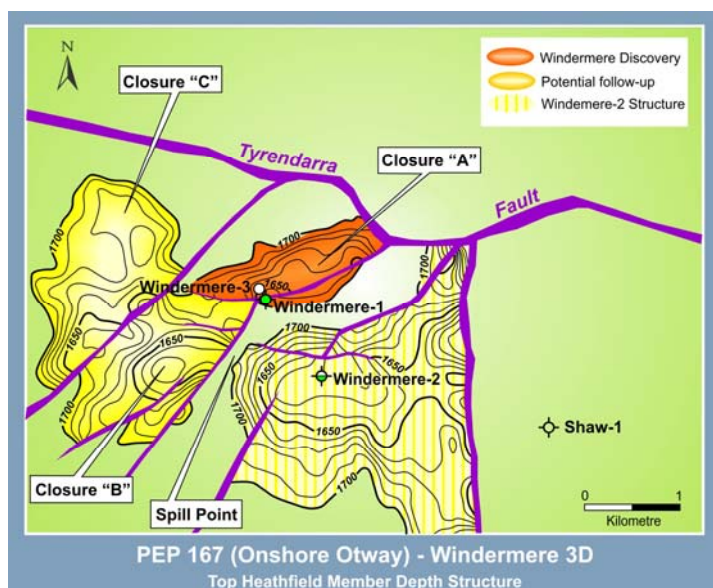 N
Closure "C"
Windermere Discovery
Potential follow-up
Windemere-2 Structure
Tyrendarra
Closure "A"
Fault
1700
1700
1700
1650
Windermere-3
Windermere-1
1700
1650
1650
1650
1650
Windermere-2
1700
1700
1650
Shaw-1
Closure "B"
Spill Point
1700
0 1
Kilometre
PEP 167 (Onshore Otway) - Windermere 3D
Top Heathfield Member Depth Structure